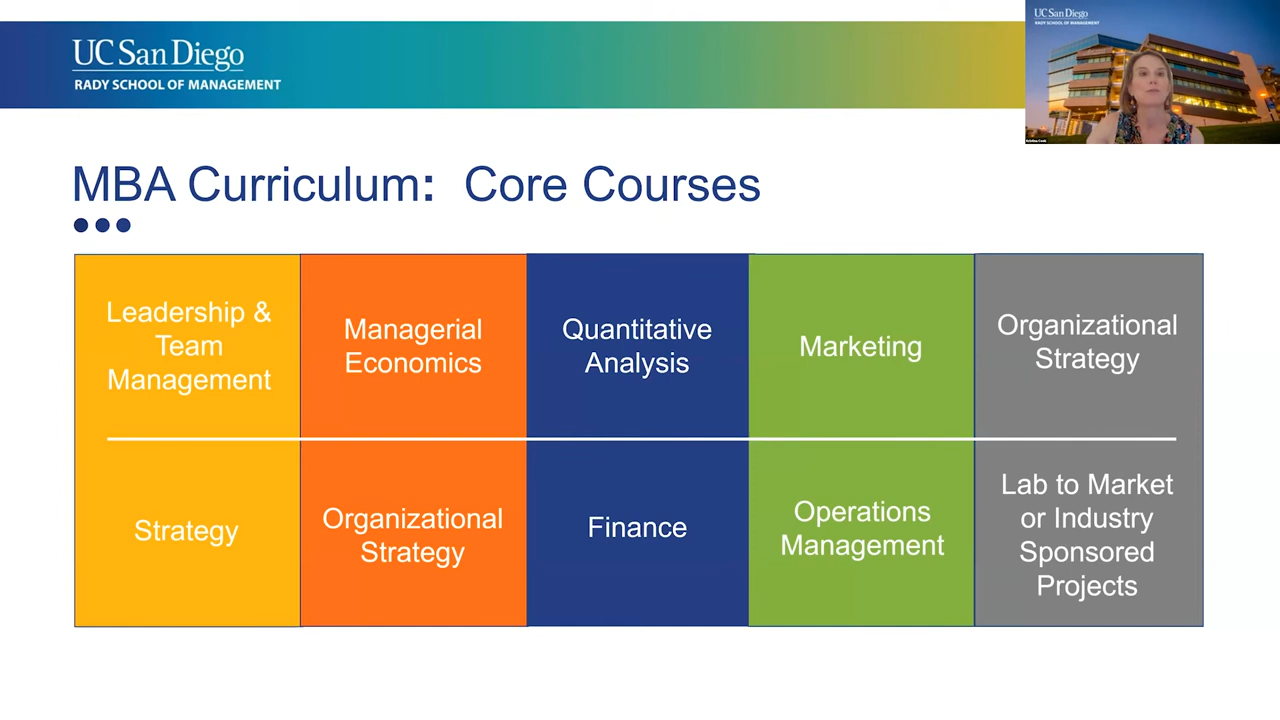 UC San Diego
RADY SCHOOL OF MANAGEMENT
UC San Diego
RADY SCHOOL OF MANAGEMENT
Kristina Cook
MBA Curriculum:  Core Courses
Leadership &
Team
Management
Managerial
Economics
Quantitative
Analysis
Marketing
Organizational
Strategy
Strategy
Organizational
Strategy
Finance
Operations
Management
Lab to Market
or Industry
Sponsored
Projects